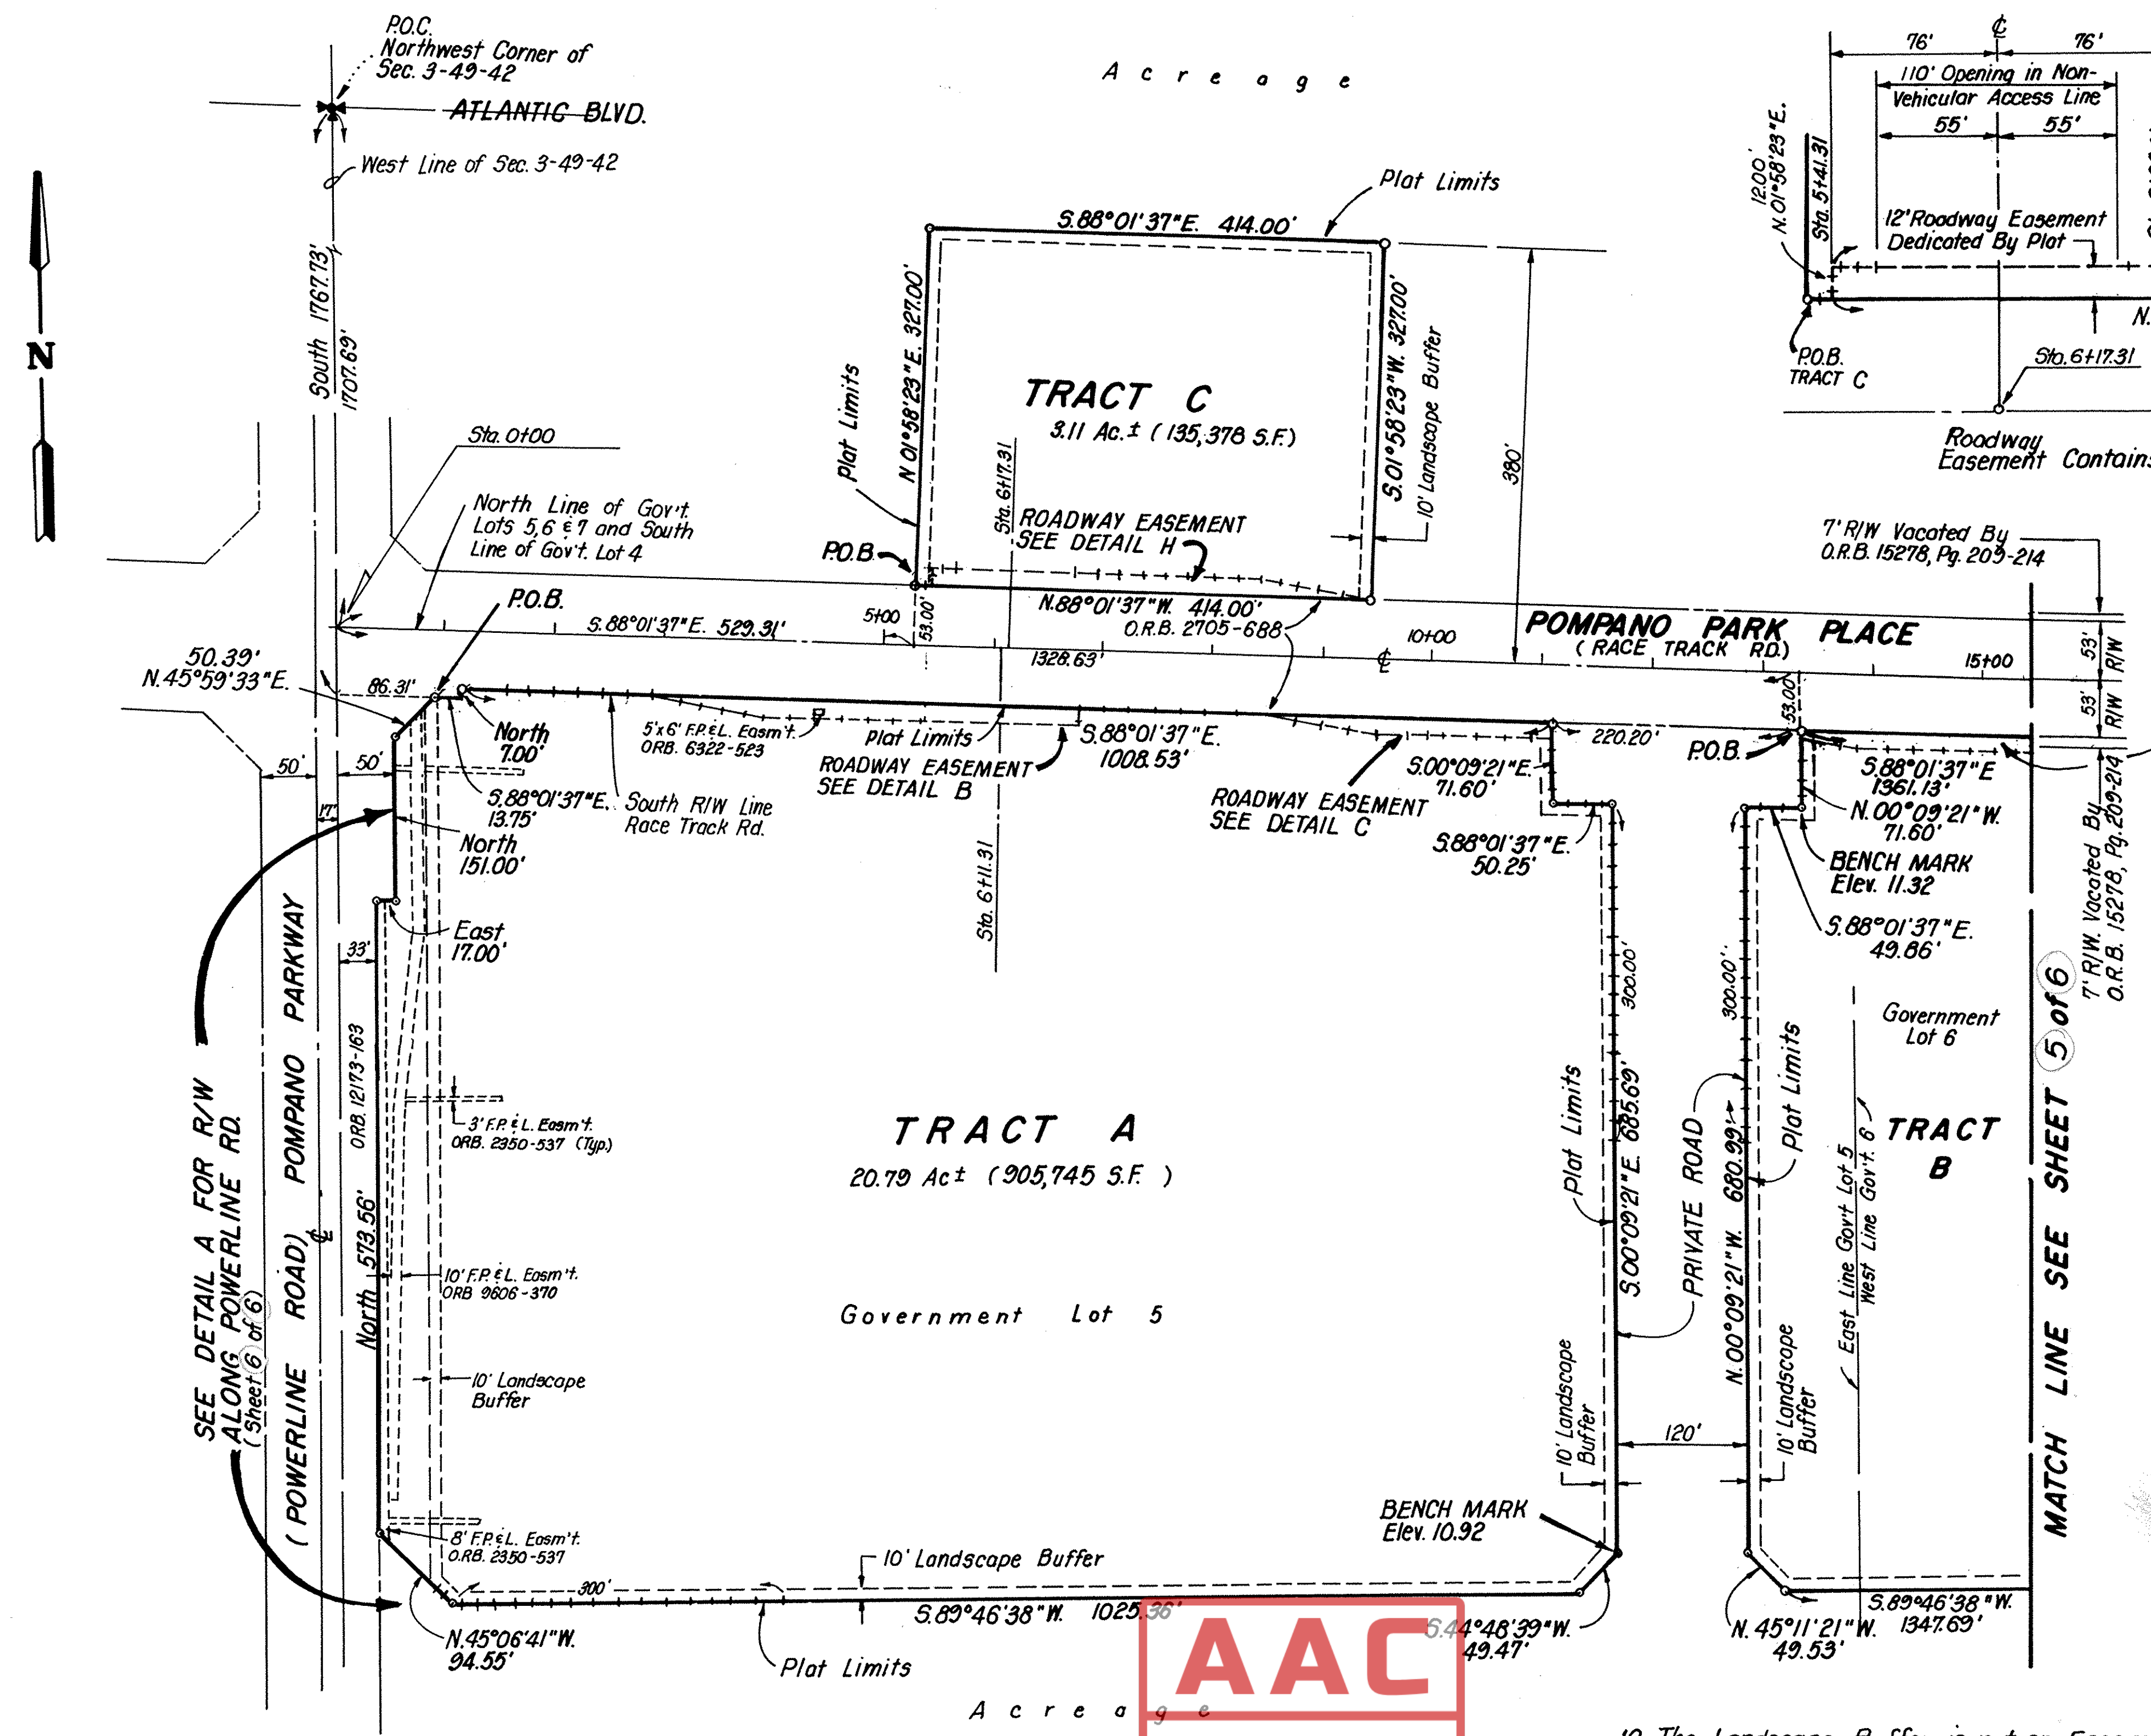 P.O.C.
Northwest Corner of
Sec. 3-49-42
ATLANTIC BLVD.
West Line of Sec. 3-49-42
A c r e a g e
Plat Limits
S.88°01'37"E. 414.00'
N 01°58'23"E. 327.00'
S.01°58'23"W. 327.00'
10' Landscape Buffer
380'
Plat Limits
TRACT C
3.11 Ac.± (135,378 S.F.)
Sta. 6+17.31
ROADWAY EASEMENT
SEE DETAIL H
P.O.B.
N.88°01'37"W. 414.00'
O.R.B. 2705-688
53.00'
℄
76' 76'
110' Opening in Non-
Vehicular Access Line
55' 55'
12.00'
N.01°58'23"E.
Sta. 5+41.31
12' Roadway Easement
Dedicated By Plat
N.
P.O.B.
TRACT C
Sta. 6+17.31
Roadway
Easement Contains
7' R/W Vacated By
O.R.B. 15278, Pg. 209-214
N
South 1767.73'
1707.69'
Sta. 0+00
North Line of Gov't.
Lots 5,6 & 7 and South
Line of Gov't. Lot 4
P.O.B.
S.88°01'37"E. 529.31'
5+00
1328.63'
℄
10+00
POMPANO PARK PLACE
(RACE TRACK RD.)
15+00
53' R/W
53' R/W
50.39'
N.45°59'33"E.
86.31'
North
7.00'
5'x6' F.P.&L. Easm't.
ORB. 6322-523
Plat Limits
ROADWAY EASEMENT
SEE DETAIL B
S.88°01'37"E.
1008.53'
ROADWAY EASEMENT
SEE DETAIL C
S.00°09'21"E.
71.60'
220.20'
53.00'
P.O.B.
S.88°01'37"E
1361.13'
N.00°09'21"W.
71.60'
50'
50'
17'
S.88°01'37"E.
13.75'
South R/W Line
Race Track Rd.
North
151.00'
S.88°01'37"E.
50.25'
BENCH MARK
Elev. 11.32
S.88°01'37"E.
49.86'
7' R/W. Vacated By
O.R.B. 15278, Pg. 209-214
Sta. 6+11.31
East
17.00'
33'
ORB. 12173-163
North 573.56'
(POWERLINE ROAD) POMPANO PARKWAY
℄
SEE DETAIL A FOR R/W
ALONG POWERLINE RD.
(Sheet 6 of 6)
3' F.P.& L. Easm't.
ORB. 2350-537 (Typ.)
TRACT A
20.79 Ac± (905,745 S.F.)
10' F.P.& L. Easm't.
ORB 9606-370
Government Lot 5
10' Landscape
Buffer
300.00'
Plat Limits
S.00°09'21"E. 685.69'
10' Landscape
Buffer
PRIVATE ROAD
300.00'
N.00°09'21"W. 680.99'
Plat Limits
10' Landscape
Buffer
120'
Government
Lot 6
East Line Gov't Lot 5
West Line Gov't. 6
TRACT
B
MATCH LINE SEE SHEET 5 of 6
8' F.P.& L. Easm't.
O.R.B. 2350-537
300'
10' Landscape Buffer
BENCH MARK
Elev. 10.92
N.45°06'41"W.
94.55'
S.89°46'38"W. 1025.36'
Plat Limits
S.44°48'39"W.
49.47'
N. 45°11'21"W.
49.53'
S.89°46'38"W.
1347.69'
A c r e a g e
AAC